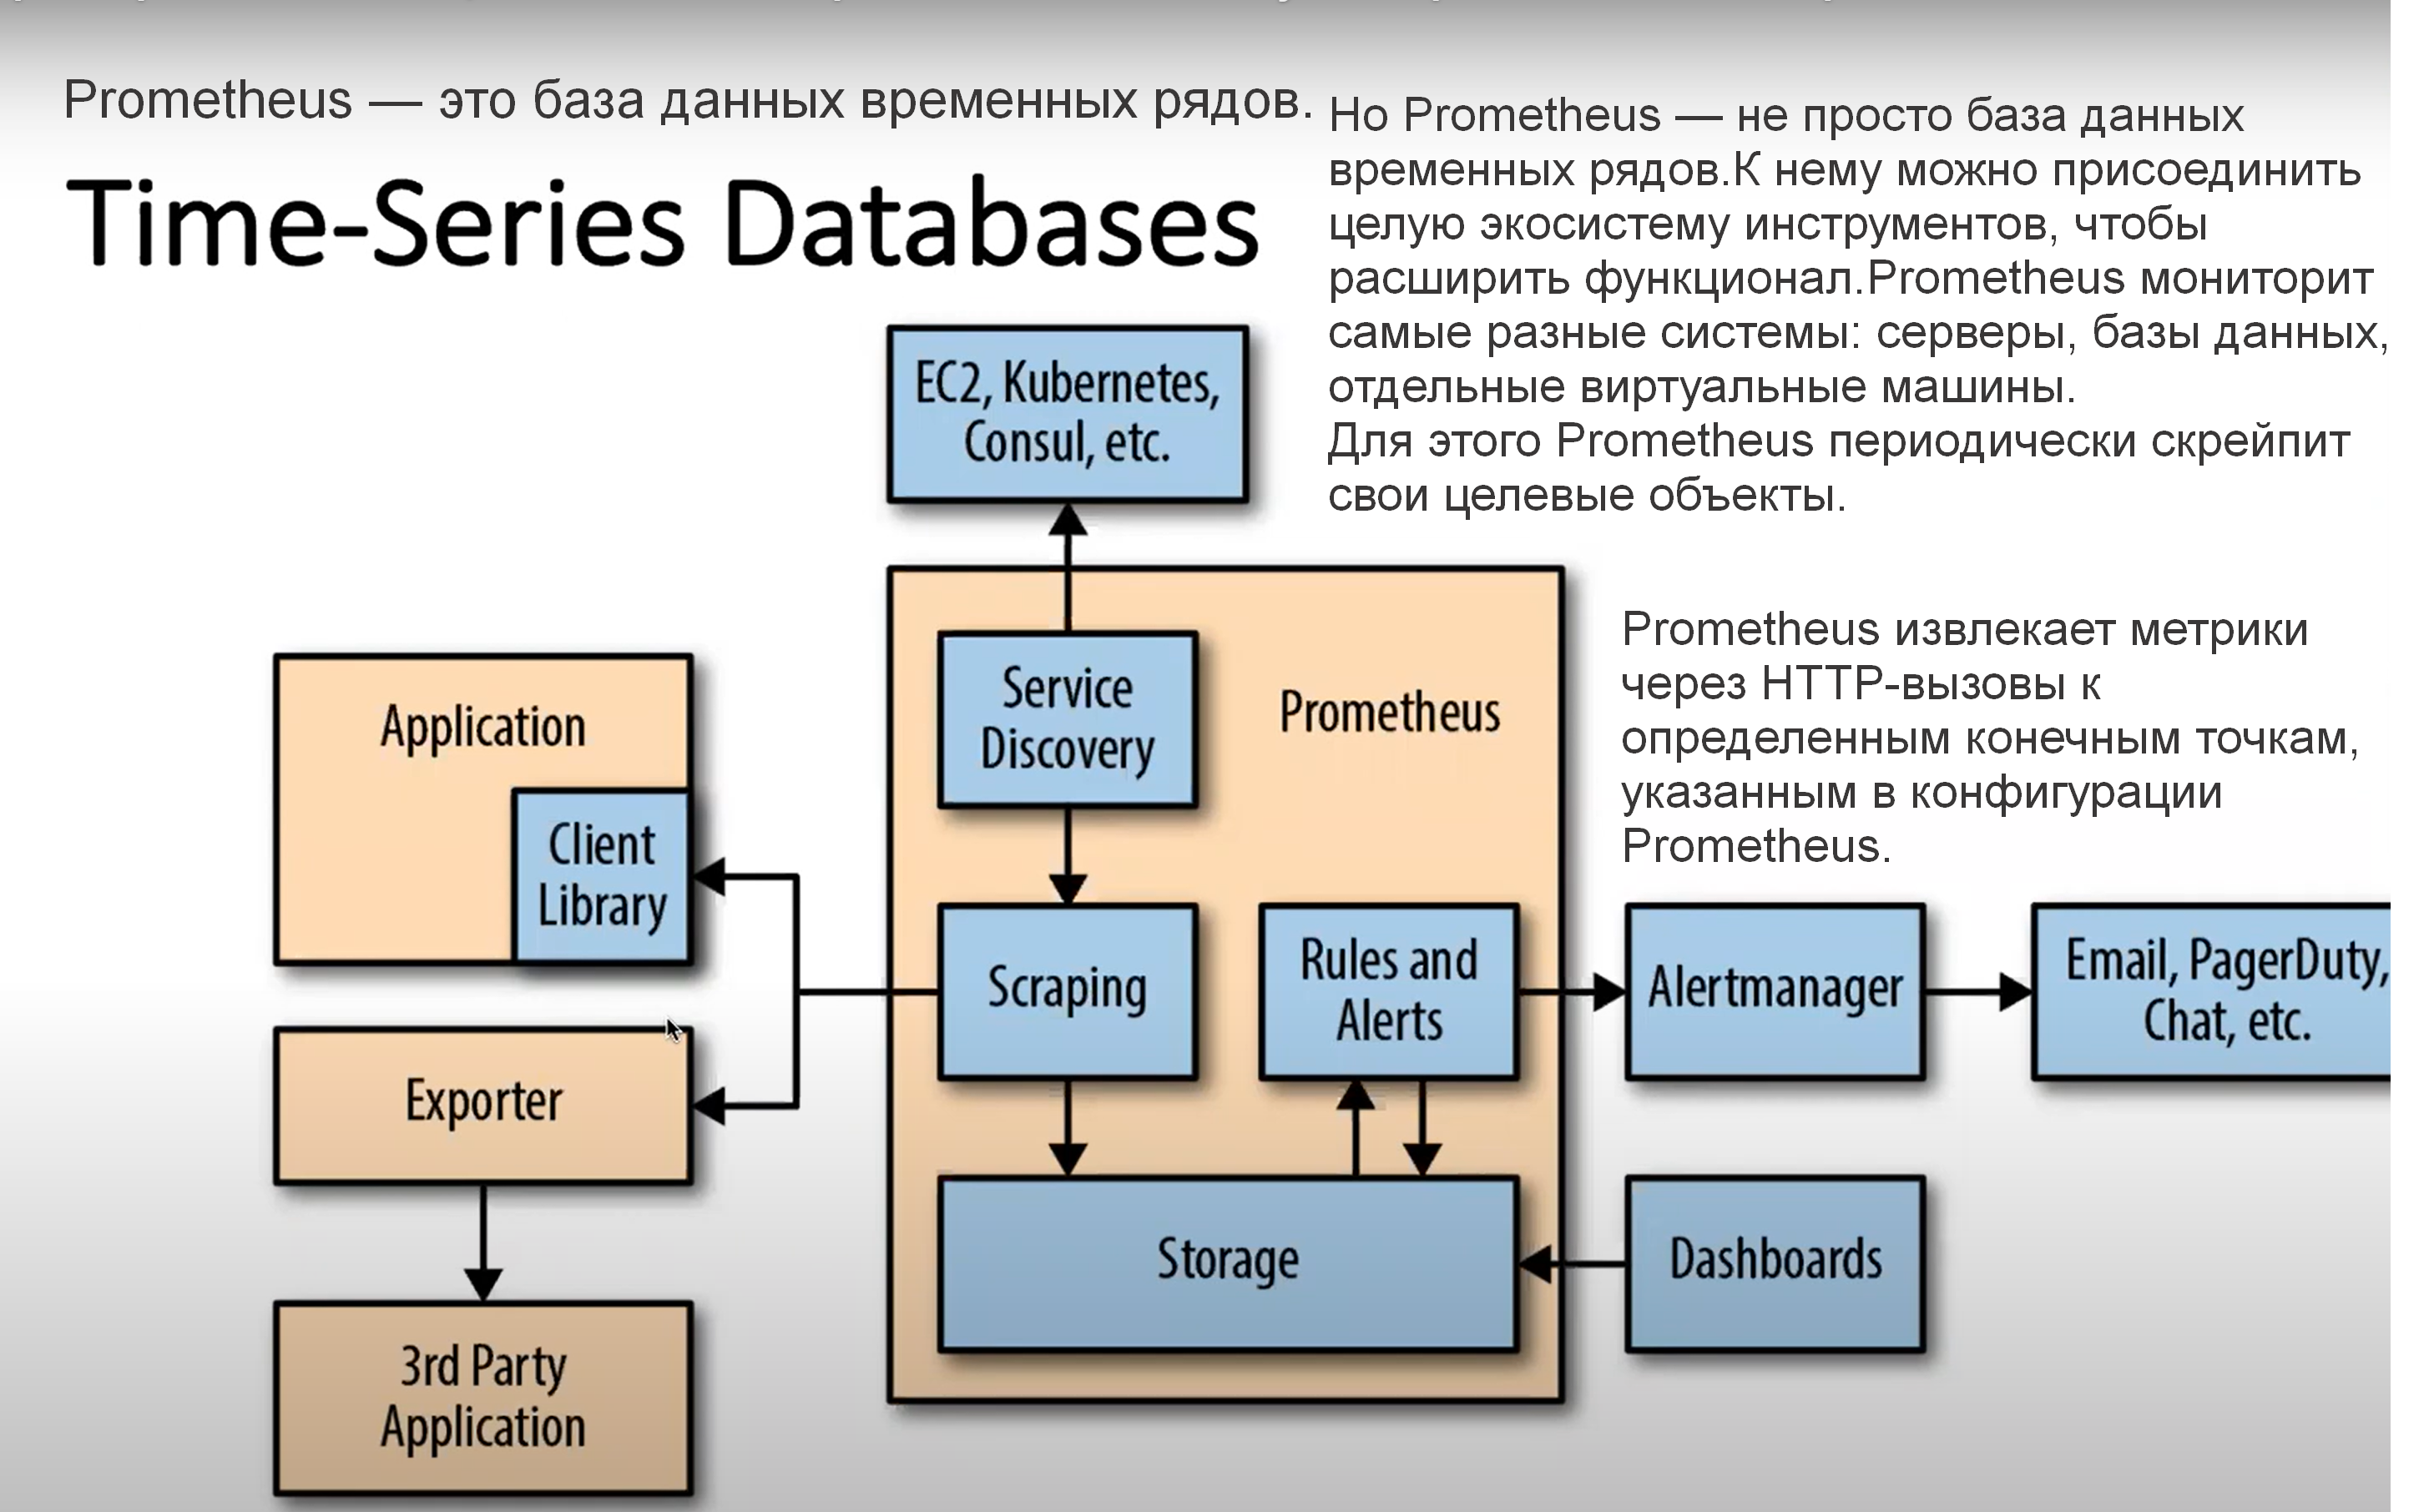 Prometheus — это база данных временных рядов.
Time-Series Databases
Но Prometheus — не просто база данных
временных рядов.К нему можно присоединить
целую экосистему инструментов, чтобы
расширить функционал.Prometheus мониторит
самые разные системы: серверы, базы данных,
отдельные виртуальные машины.
Для этого Prometheus периодически скрейпит
свои целевые объекты.
EC2, Kubernetes,
Consul, etc.
Prometheus извлекает метрики
через HTTP-вызовы к
определенным конечным точкам,
указанным в конфигурации
Prometheus.
Application
Client
Library
Service
Discovery
Prometheus
Scraping
Rules and
Alerts
Alertmanager
Email, PagerDuty,
Chat, etc.
Exporter
Storage
Dashboards
3rd Party
Application